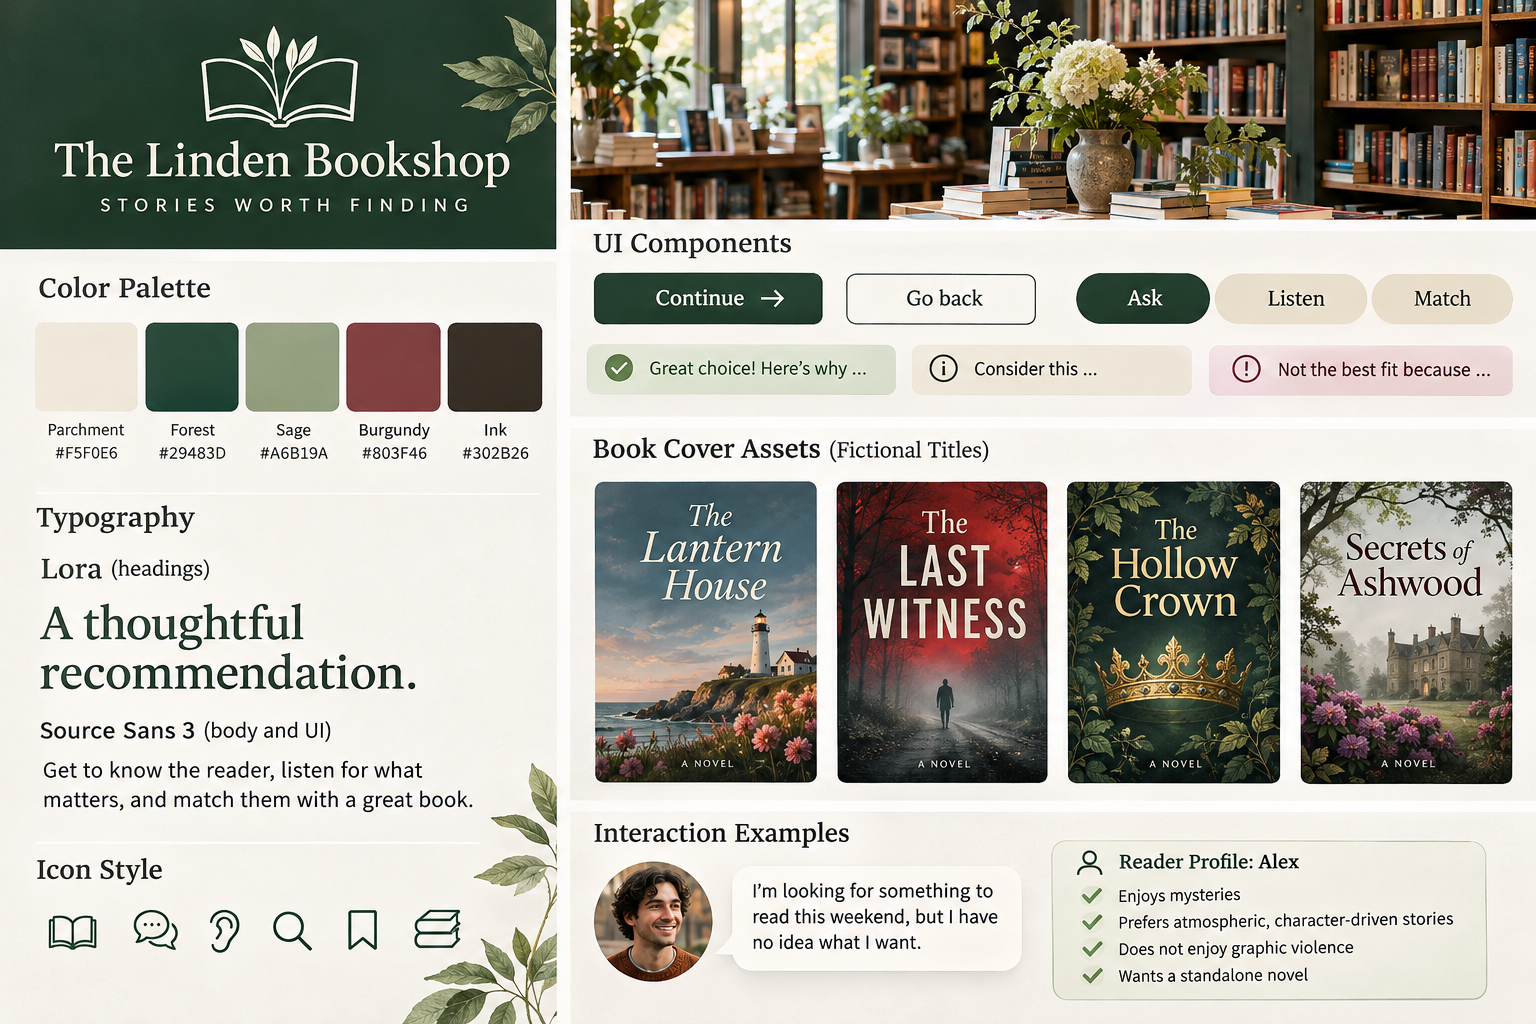 The Linden Bookshop
STORIES WORTH FINDING
Color Palette
Parchment
#F5F0E6
Forest
#29483D
Sage
#A6B19A
Burgundy
#803F46
Ink
#302B26
Typography
Lora (headings)
A thoughtful
recommendation.
Source Sans 3 (body and UI)
Get to know the reader, listen for what
matters, and match them with a great book.
Icon Style
UI Components
Continue →
Go back
Ask
Listen
Match
Great choice! Here’s why ...
Consider this ...
Not the best fit because ...
Book Cover Assets (Fictional Titles)
The
Lantern
House
A NOVEL
The
LAST
WITNESS
A NOVEL
The
Hollow
Crown
A NOVEL
Secrets of
Ashwood
A NOVEL
Interaction Examples
I’m looking for something to
read this weekend, but I have
no idea what I want.
Reader Profile: Alex
Enjoys mysteries
Prefers atmospheric, character-driven stories
Does not enjoy graphic violence
Wants a standalone novel